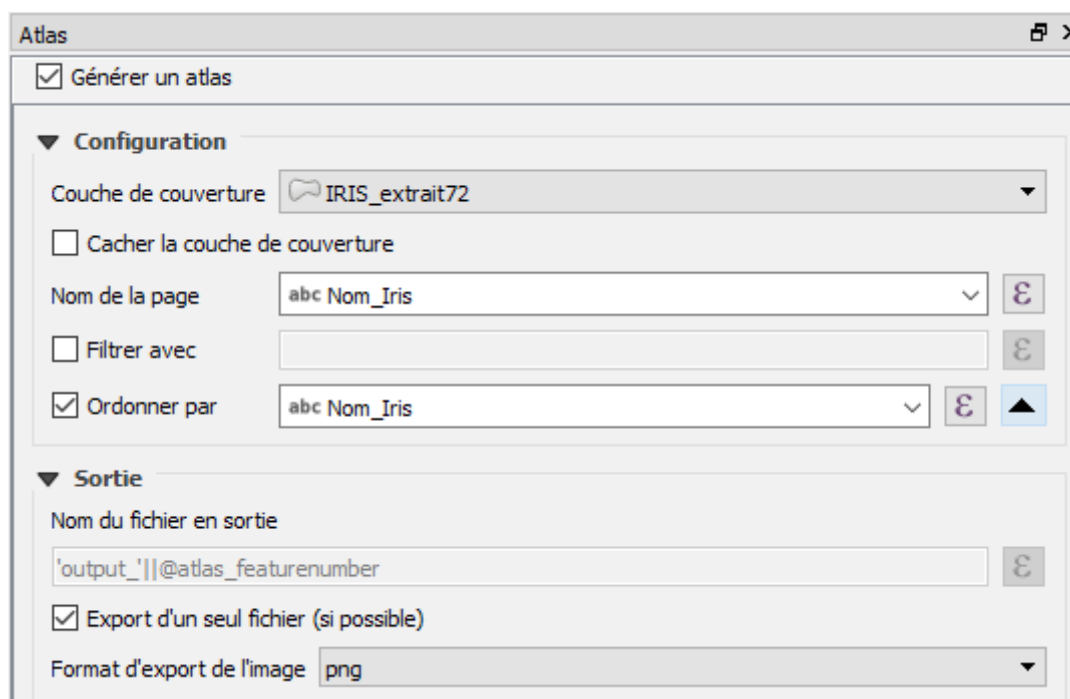 Atlas
Générer un atlas
Configuration
Couche de couverture IRIS_extrait72
Cacher la couche de couverture
Nom de la page abc Nom_Iris ε
Filtrer avec ε
Ordonner par abc Nom_Iris ε
Sortie
Nom du fichier en sortie
'output_'||@atlas_featurenumber ε
Export d'un seul fichier (si possible)
Format d'export de l'image png